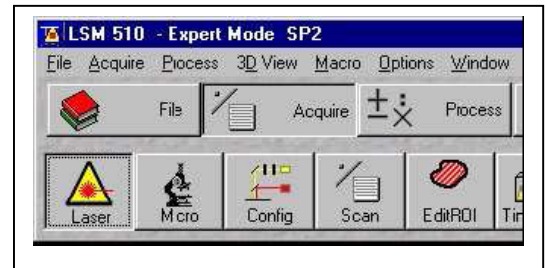 LSM 510 - Expert Mode SP2
File Acquire Process 3D View Macro Options Window
File Acquire Process
Laser Micro Config Scan EditROI